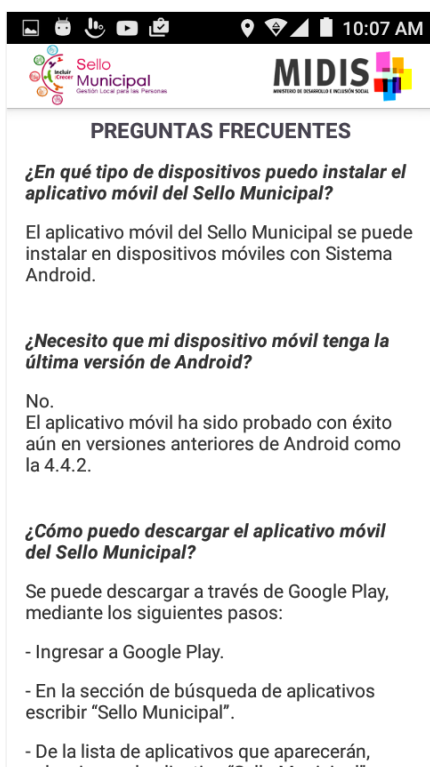 10:07 AM
Sello
Municipal
Gestión Local para las Personas
Incluir
Crecer
MIDIS
MINISTERIO DE DESARROLLO E INCLUSIÓN SOCIAL
PREGUNTAS FRECUENTES
¿En qué tipo de dispositivos puedo instalar el
aplicativo móvil del Sello Municipal?
El aplicativo móvil del Sello Municipal se puede
instalar en dispositivos móviles con Sistema
Android.
¿Necesito que mi dispositivo móvil tenga la
última versión de Android?
No.
El aplicativo móvil ha sido probado con éxito
aún en versiones anteriores de Android como
la 4.4.2.
¿Cómo puedo descargar el aplicativo móvil
del Sello Municipal?
Se puede descargar a través de Google Play,
mediante los siguientes pasos:
- Ingresar a Google Play.
- En la sección de búsqueda de aplicativos
escribir “Sello Municipal”.
- De la lista de aplicativos que aparecerán,